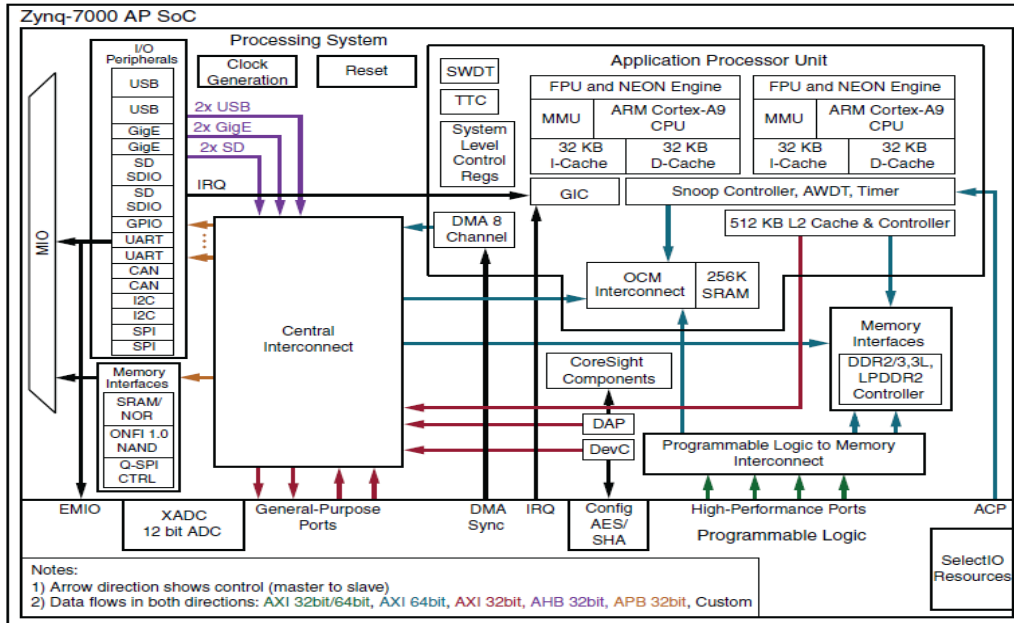 Zynq-7000 AP SoC
Processing System
I/O
Peripherals
USB
USB
GigE
GigE
SD
SDIO
SD
SDIO
GPIO
UART
UART
CAN
CAN
I2C
I2C
SPI
SPI
MIO
Clock
Generation
Reset
2x USB
2x GigE
2x SD
IRQ
Application Processor Unit
SWDT
TTC
System
Level
Control
Regs
FPU and NEON Engine
MMU
ARM Cortex-A9
CPU
32 KB
I-Cache
32 KB
D-Cache
FPU and NEON Engine
MMU
ARM Cortex-A9
CPU
32 KB
I-Cache
32 KB
D-Cache
GIC
Snoop Controller, AWDT, Timer
DMA 8
Channel
512 KB L2 Cache & Controller
OCM
Interconnect
256K
SRAM
Central
Interconnect
Memory
Interfaces
DDR2/3,3L,
LPDDR2
Controller
CoreSight
Components
DAP
DevC
Programmable Logic to Memory
Interconnect
Memory
Interfaces
SRAM/
NOR
ONFI 1.0
NAND
Q-SPI
CTRL
EMIO
XADC
12 bit ADC
General-Purpose
Ports
DMA
Sync
IRQ
Config
AES/
SHA
High-Performance Ports
ACP
Programmable Logic
SelectIO
Resources
Notes:
1) Arrow direction shows control (master to slave)
2) Data flows in both directions: AXI 32bit/64bit, AXI 64bit, AXI 32bit, AHB 32bit, APB 32bit, Custom